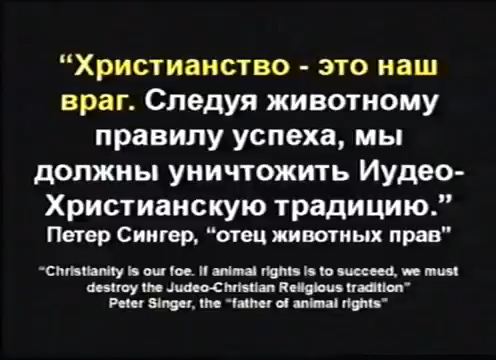 “Христианство - это наш
враг. Следуя животному
правилу успеха, мы
должны уничтожить Иудео-
Христианскую традицию.”
Петер Сингер, “отец животных прав”
“Christianity is our foe. If animal rights is to succeed, we must
destroy the Judeo-Christian Religious tradition”
Peter Singer, the “father of animal rights”